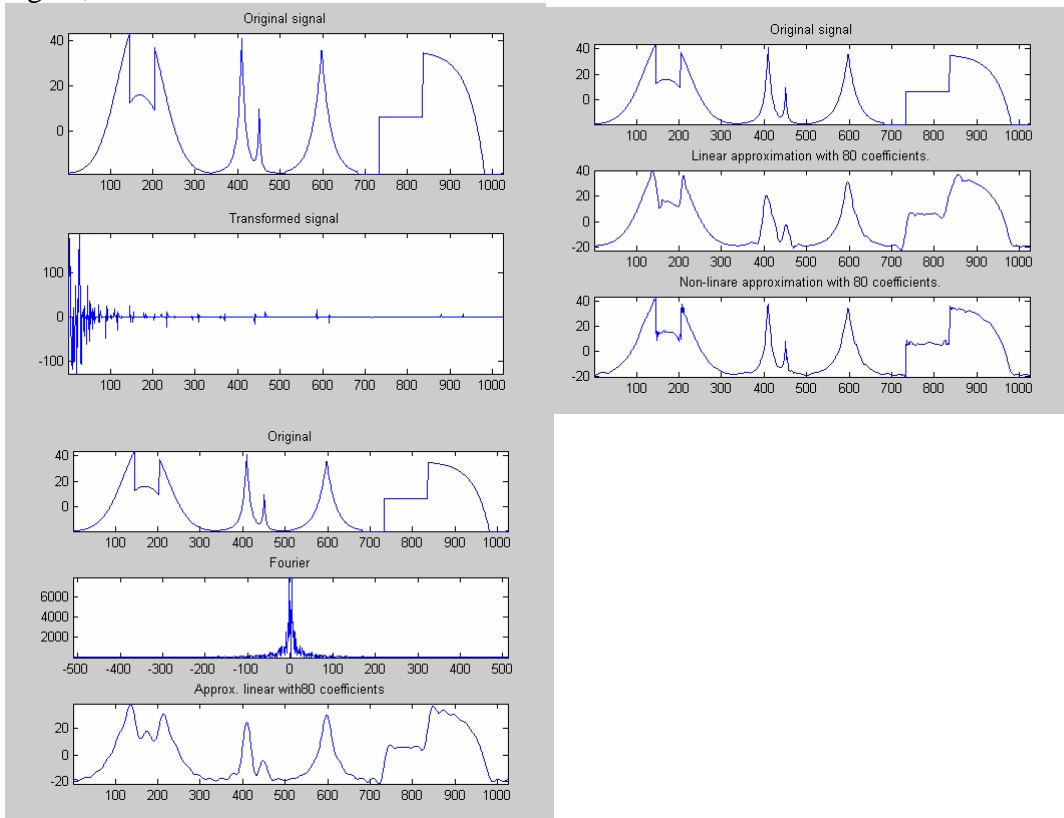 Original signal
40
20
0
100 200 300 400 500 600 700 800 900 1000
Transformed signal
100
0
-100
100 200 300 400 500 600 700 800 900 1000
Original signal
40
20
0
100 200 300 400 500 600 700 800 900 1000
Linear approximation with 80 coefficients.
40
20
0
-20
100 200 300 400 500 600 700 800 900 1000
Non-linare approximation with 80 coefficients.
40
20
0
-20
100 200 300 400 500 600 700 800 900 1000
Original
40
20
0
100 200 300 400 500 600 700 800 900 1000
Fourier
6000
4000
2000
-500 -400 -300 -200 -100 0 100 200 300 400 500
Approx. linear with80 coefficients
20
0
-20
100 200 300 400 500 600 700 800 900 1000